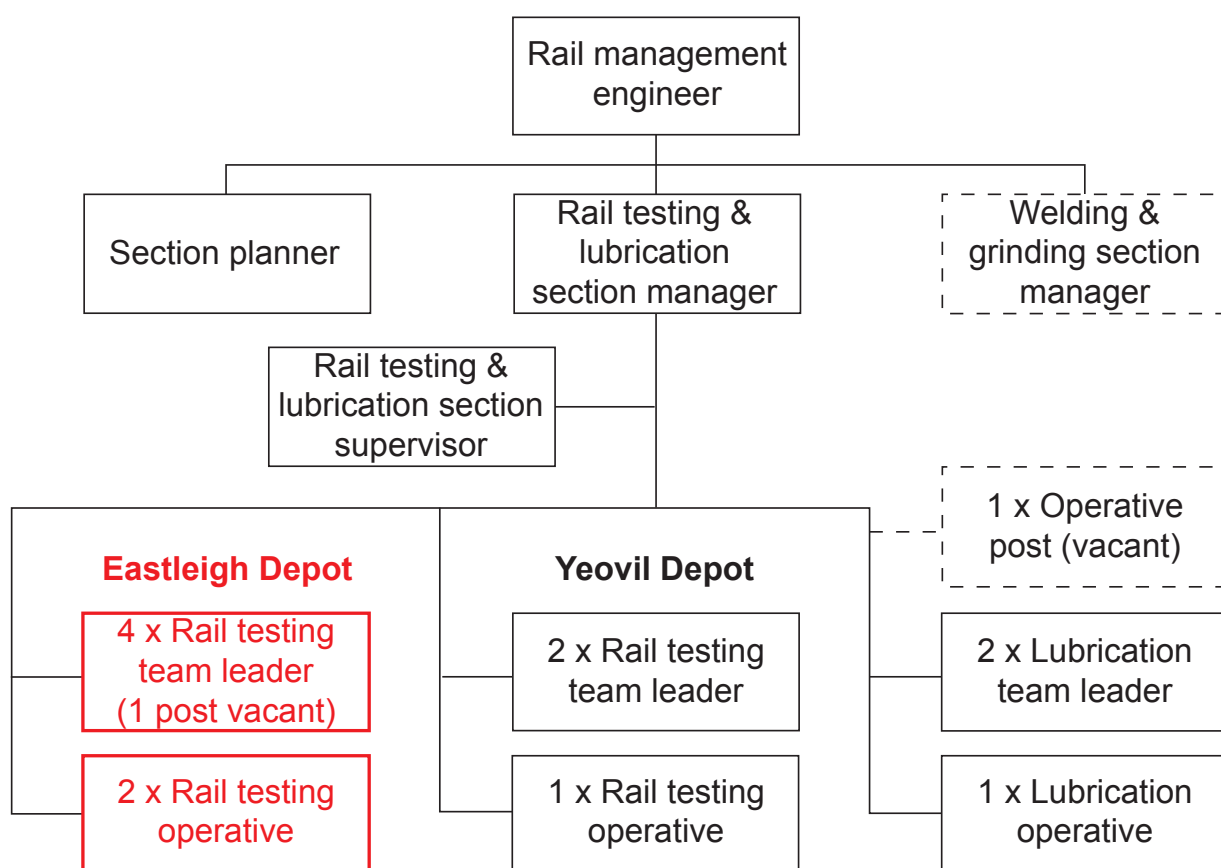 Rail management
engineer
Section planner
Rail testing &
lubrication
section manager
Welding &
grinding section
manager
Rail testing &
lubrication section
supervisor
1 x Operative
post (vacant)
Eastleigh Depot
4 x Rail testing
team leader
(1 post vacant)
2 x Rail testing
operative
Yeovil Depot
2 x Rail testing
team leader
1 x Rail testing
operative
2 x Lubrication
team leader
1 x Lubrication
operative